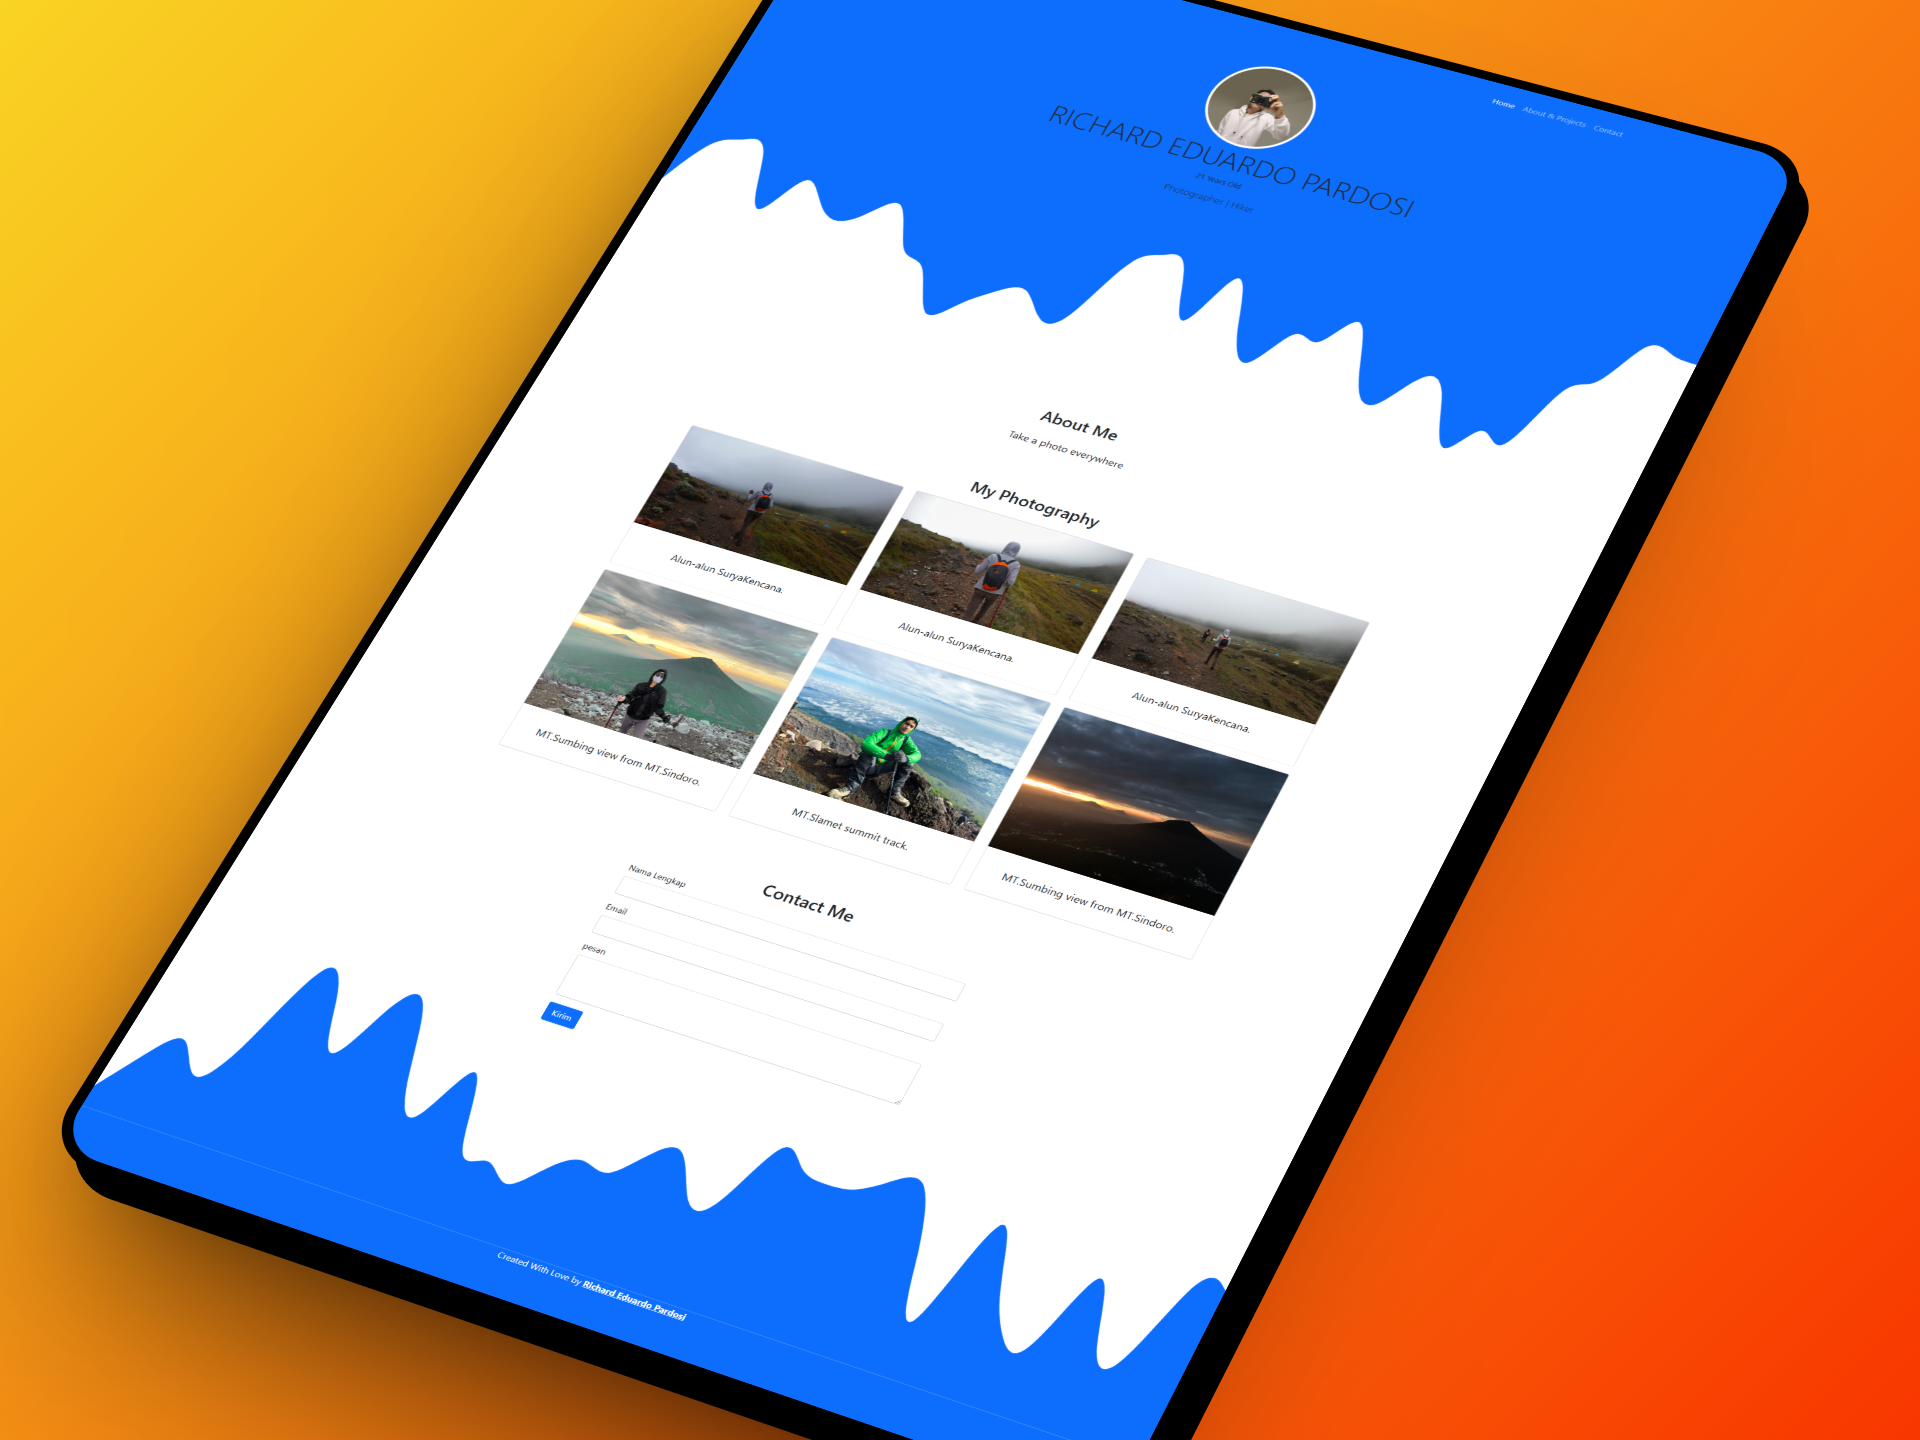 Home About & Projects Contact
RICHARD EDUARDO PARDOSI
21 Years Old
Photographer | Hiker
About Me
Take a photo everywhere
My Photography
Alun-alun SuryaKencana.
Alun-alun SuryaKencana.
Alun-alun SuryaKencana.
MT.Sumbing view from MT.Sindoro.
MT.Slamet summit track.
MT.Sumbing view from MT.Sindoro.
Contact Me
Nama Lengkap
Email
pesan
Kirim
Created With Love by Richard Eduardo Pardosi